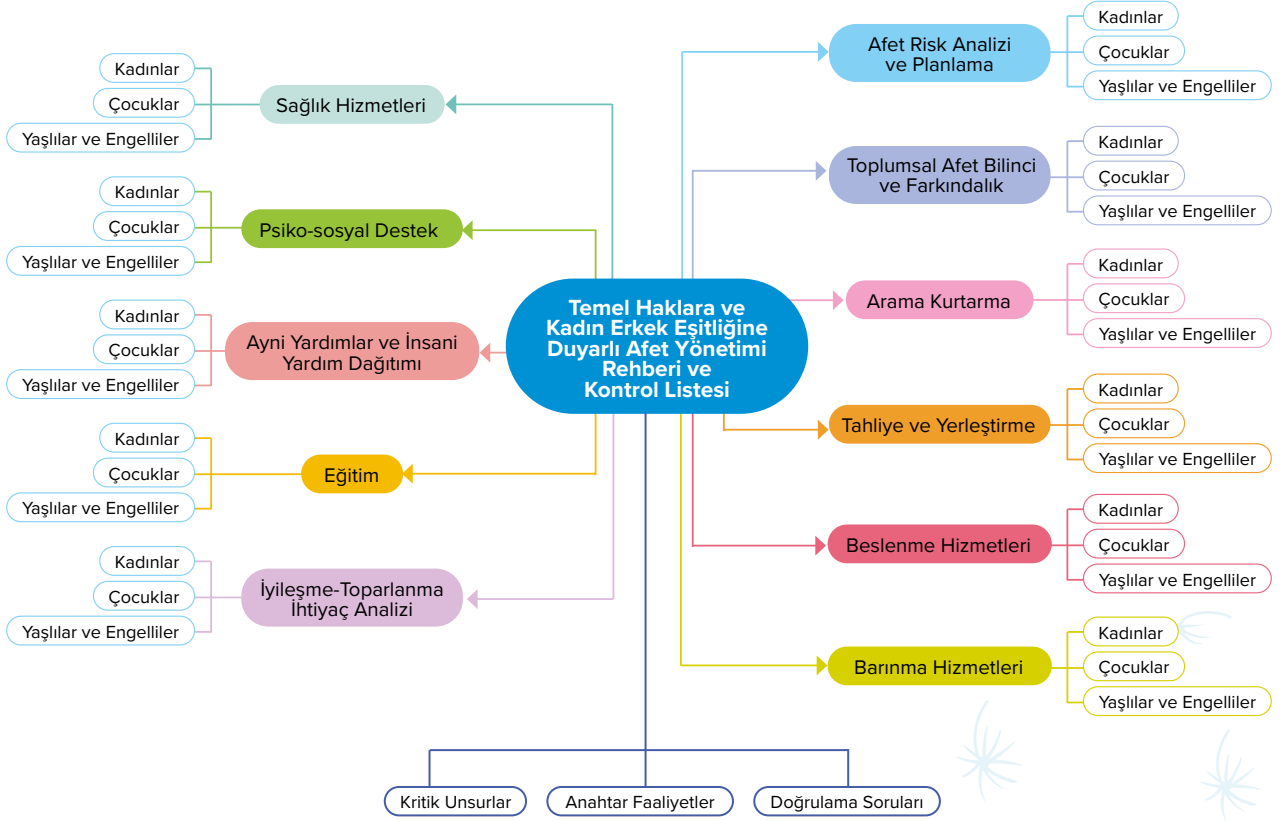 Temel Haklara ve
Kadın Erkek Eşitliğine
Duyarlı Afet Yönetimi
Rehberi ve
Kontrol Listesi
Sağlık Hizmetleri
Kadınlar
Çocuklar
Yaşlılar ve Engelliler
Psiko-sosyal Destek
Kadınlar
Çocuklar
Yaşlılar ve Engelliler
Ayni Yardımlar ve İnsani
Yardım Dağıtımı
Kadınlar
Çocuklar
Yaşlılar ve Engelliler
Eğitim
Kadınlar
Çocuklar
Yaşlılar ve Engelliler
İyileşme-Toparlanma
İhtiyaç Analizi
Kadınlar
Çocuklar
Yaşlılar ve Engelliler
Afet Risk Analizi
ve Planlama
Kadınlar
Çocuklar
Yaşlılar ve Engelliler
Toplumsal Afet Bilinci
ve Farkındalık
Kadınlar
Çocuklar
Yaşlılar ve Engelliler
Arama Kurtarma
Kadınlar
Çocuklar
Yaşlılar ve Engelliler
Tahliye ve Yerleştirme
Kadınlar
Çocuklar
Yaşlılar ve Engelliler
Beslenme Hizmetleri
Kadınlar
Çocuklar
Yaşlılar ve Engelliler
Barınma Hizmetleri
Kadınlar
Çocuklar
Yaşlılar ve Engelliler
Kritik Unsurlar
Anahtar Faaliyetler
Doğrulama Soruları